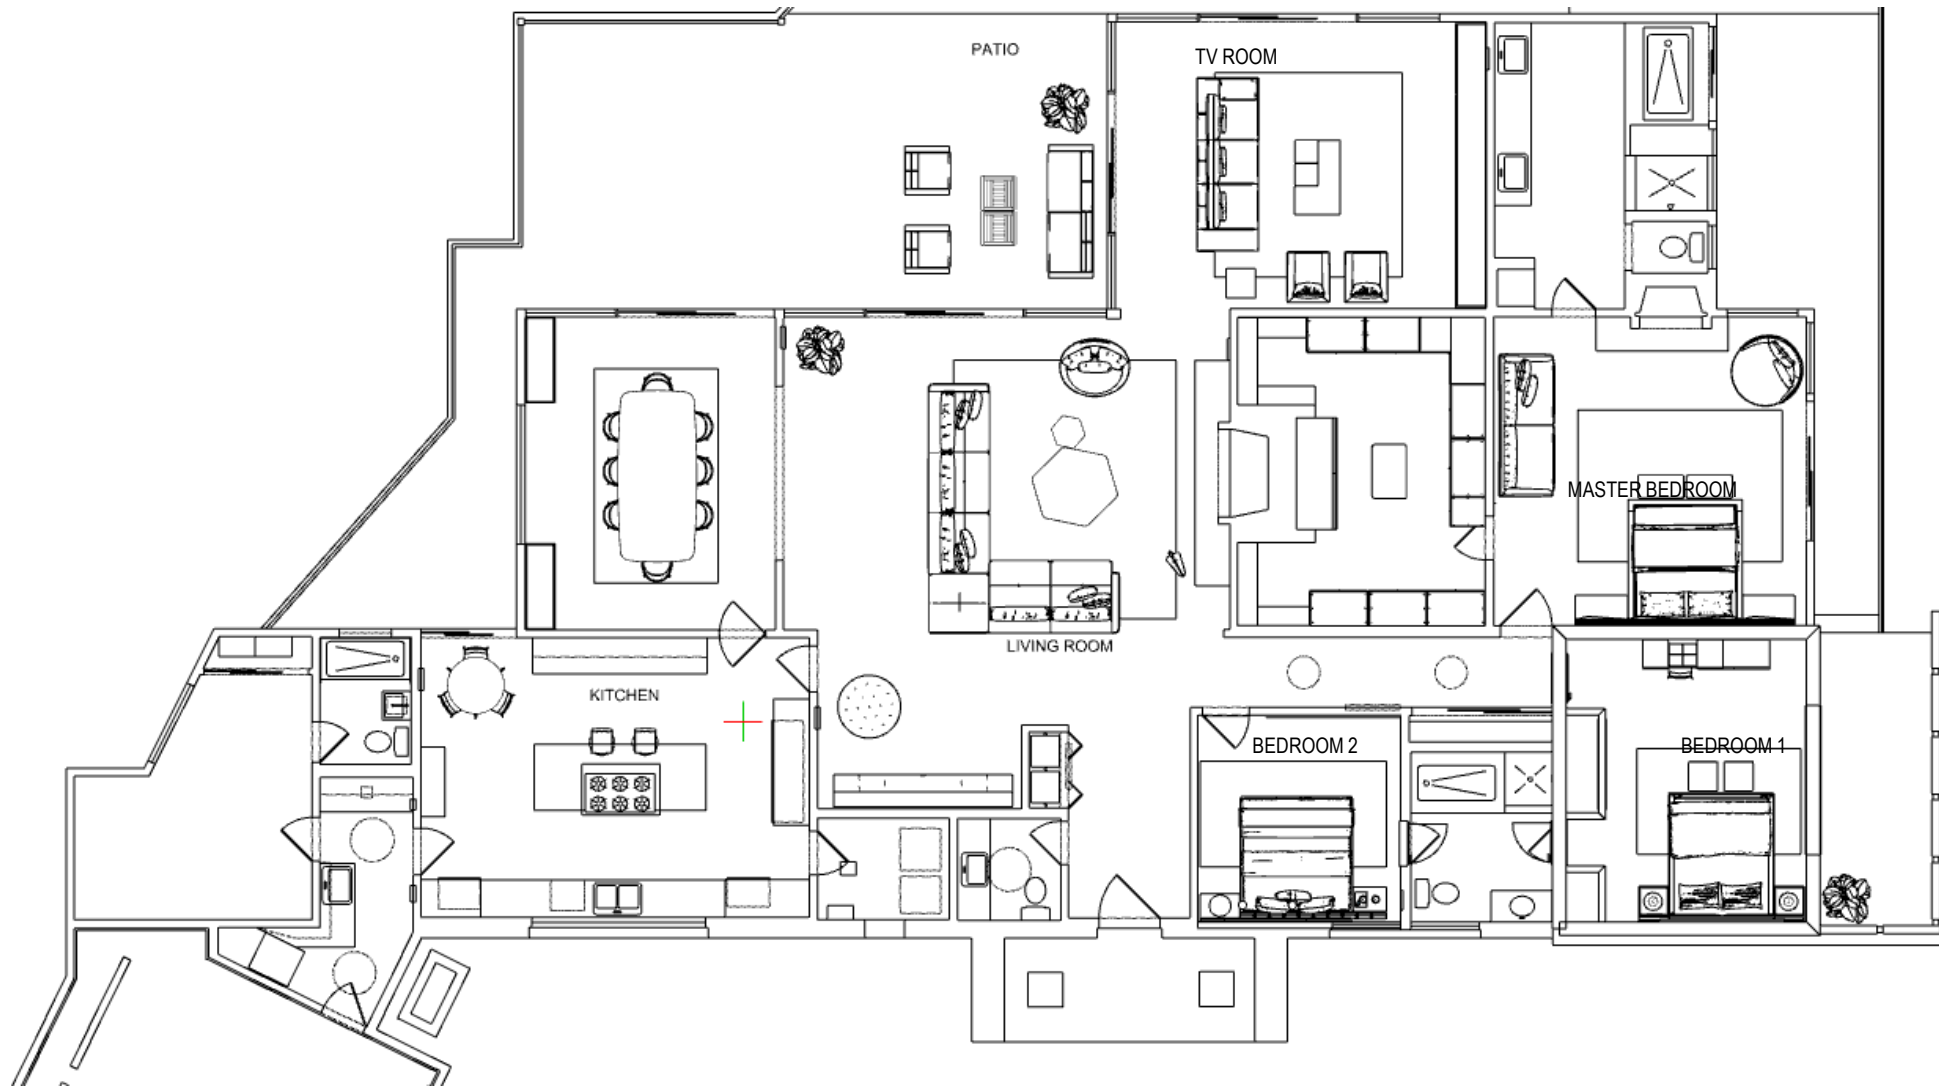 PATIO
TV ROOM
MASTER BEDROOM
LIVING ROOM
KITCHEN
BEDROOM 2
BEDROOM 1